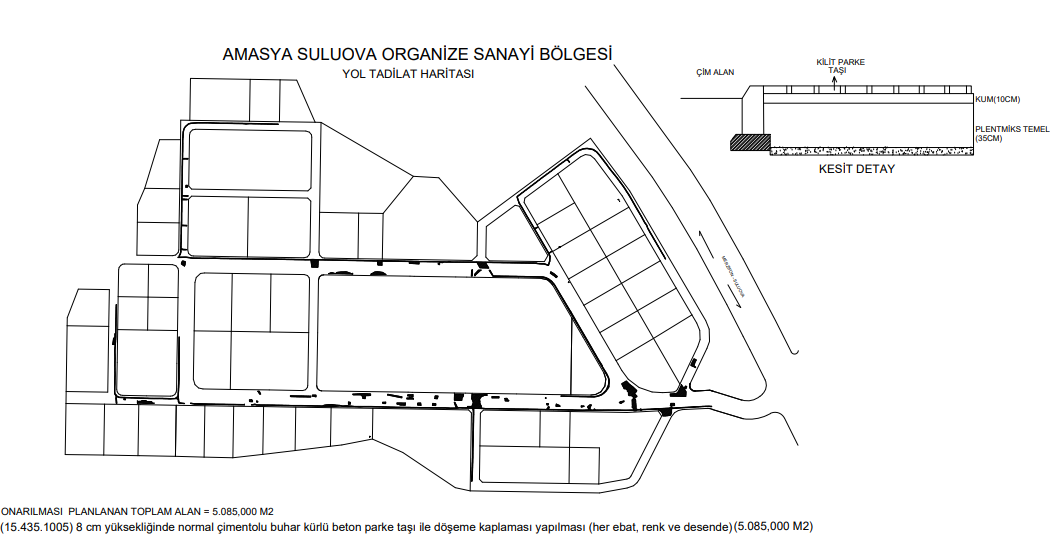 AMASYA SULUOVA ORGANİZE SANAYİ BÖLGESİ
YOL TADİLAT HARİTASI
ÇİM ALAN
KİLİT PARKE
TAŞI
KUM(10CM)
PLENTMİKS TEMEL
(35CM)
KESİT DETAY
MERZİFON - SULUOVA
ONARILMASI PLANLANAN TOPLAM ALAN = 5.085,000 M2
(15.435.1005) 8 cm yüksekliğinde normal çimentolu buhar kürlü beton parke taşı ile döşeme kaplaması yapılması (her ebat, renk ve desende) (5.085,000 M2)